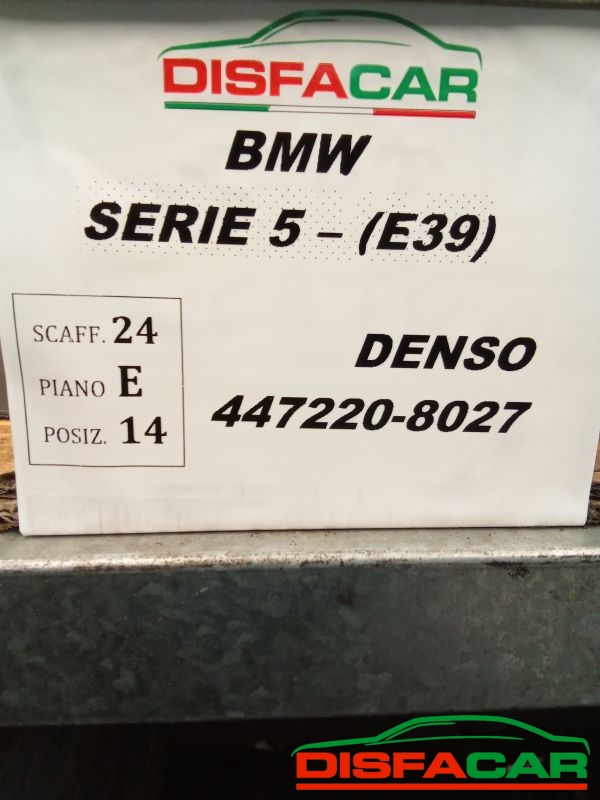 DISFACAR
BMW
SERIE 5 – (E39)
SCAFF. 24
PIANO E
POSIZ. 14
DENSO
447220-8027
DISFACAR